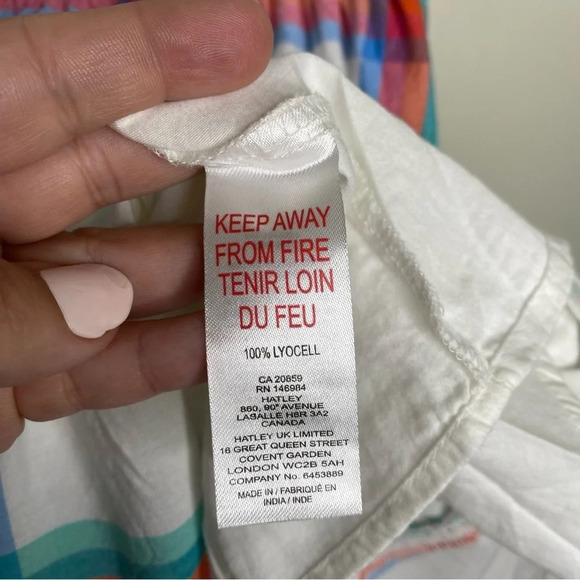 KEEP AWAY
FROM FIRE
TENIR LOIN
DU FEU
100% LYOCELL
CA 20859
RN 146984
HATLEY
860, 90ᵉ AVENUE
LASALLE H8R 3A2
CANADA
HATLEY UK LIMITED
16 GREAT QUEEN STREET
COVENT GARDEN
LONDON WC2B 5AH
COMPANY No. 6453889
MADE IN / FABRIQUÉ EN
INDIA / INDE